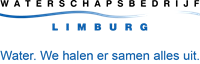 WATERSCHAPSBEDRIJF
LIMBURG
Water. We halen er samen alles uit.